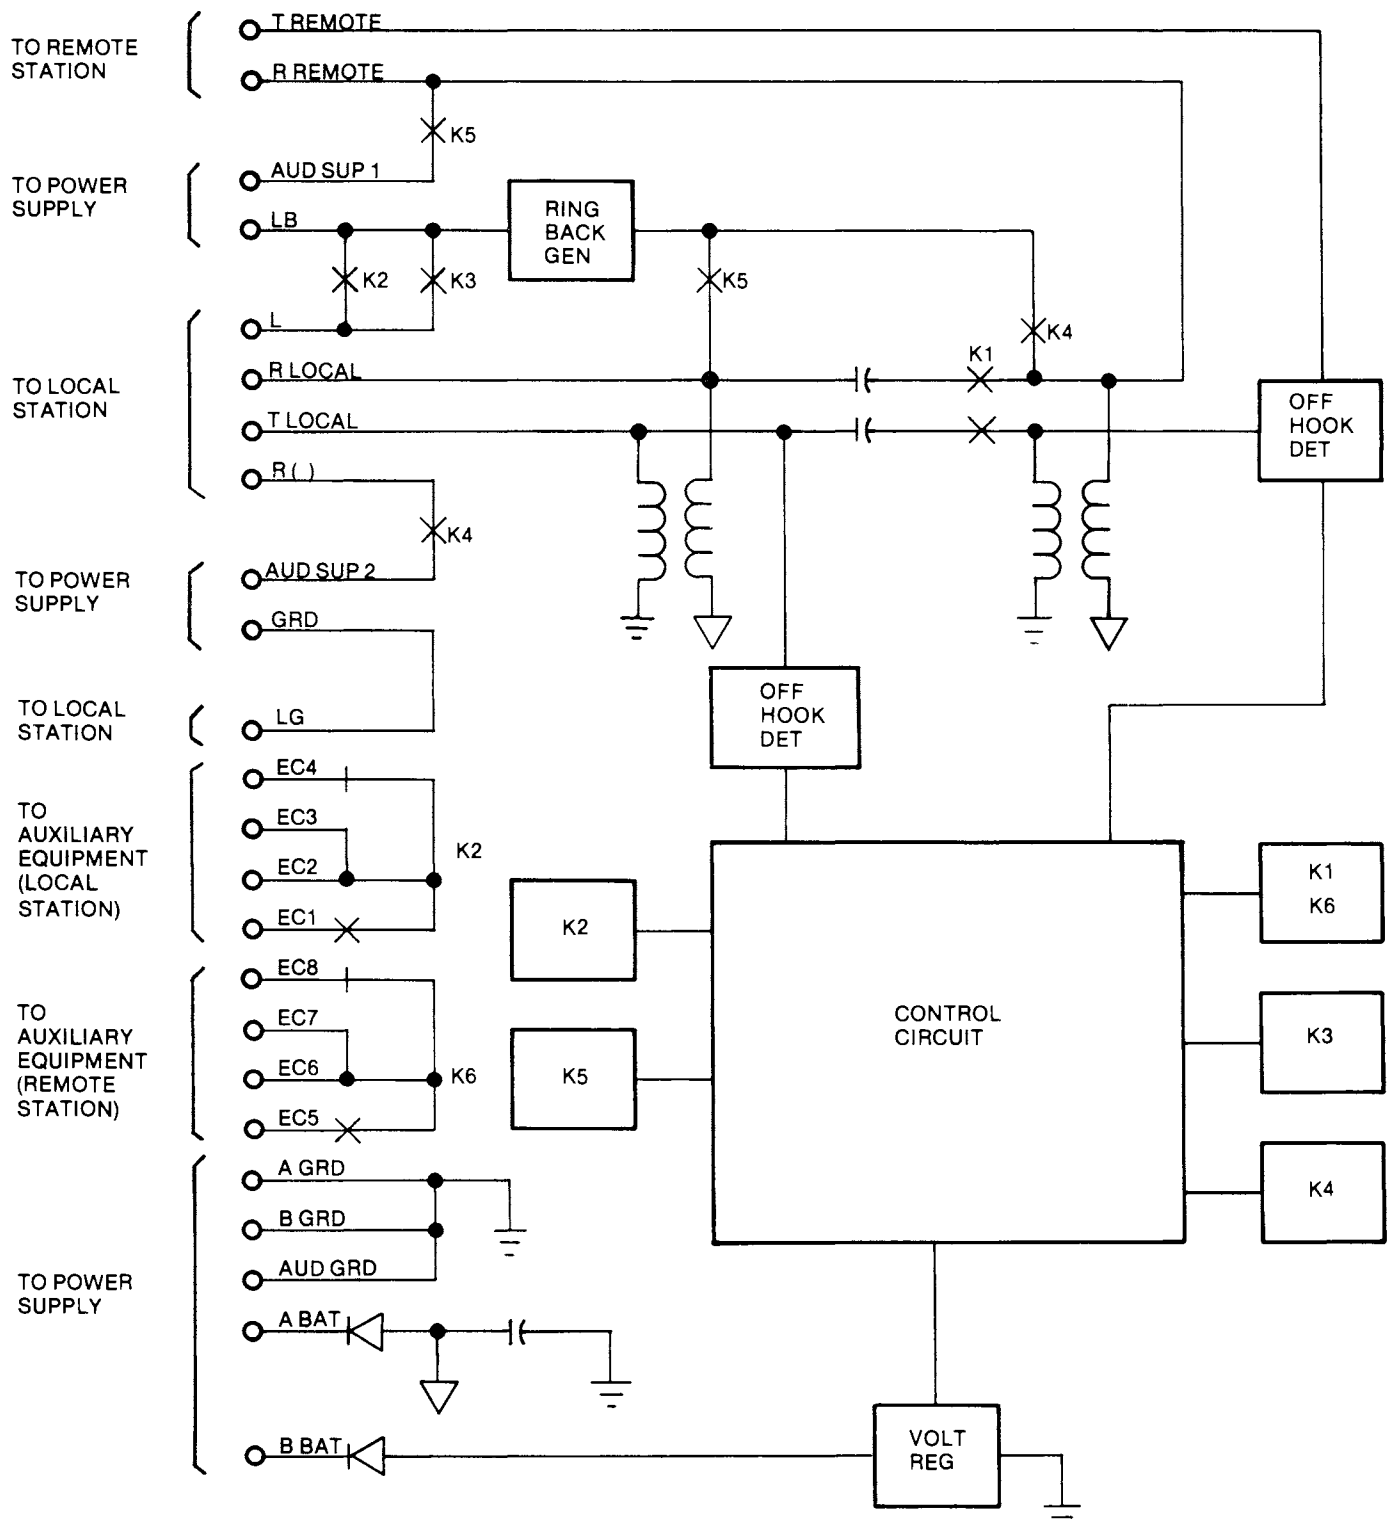 TO REMOTE
STATION
T REMOTE
R REMOTE
K5
TO POWER
SUPPLY
AUD SUP 1
LB
K2
K3
RING
BACK
GEN
K5
K4
K1
TO LOCAL
STATION
L
R LOCAL
T LOCAL
R ( )
K4
OFF
HOOK
DET
TO POWER
SUPPLY
AUD SUP 2
GRD
TO LOCAL
STATION
LG
OFF
HOOK
DET
TO
AUXILIARY
EQUIPMENT
(LOCAL
STATION)
EC4
EC3
EC2
EC1
K2
TO
AUXILIARY
EQUIPMENT
(REMOTE
STATION)
EC8
EC7
EC6
EC5
K6
K2
K5
CONTROL
CIRCUIT
K1
K6
K3
K4
TO POWER
SUPPLY
A GRD
B GRD
AUD GRD
A BAT
B BAT
VOLT
REG